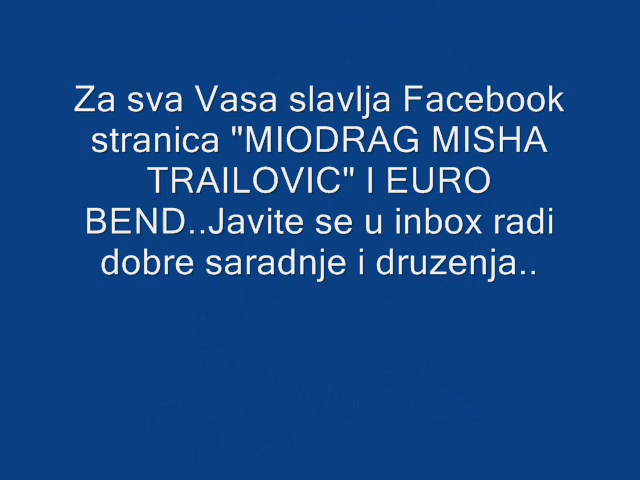 Za sva Vasa slavlja Facebook
stranica "MIODRAG MISHA
TRAILOVIC" I EURO
BEND..Javite se u inbox radi
dobre saradnje i druzenja..